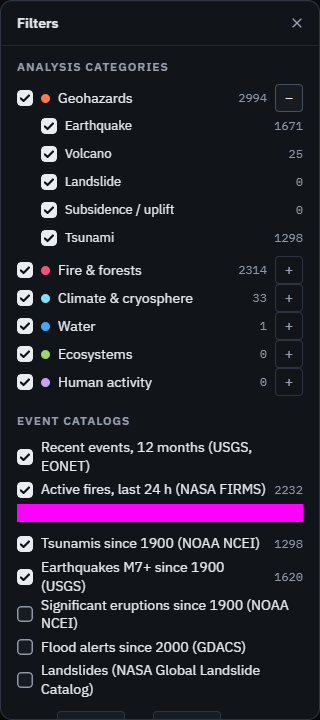 Filters
ANALYSIS CATEGORIES
Geohazards 2994
Earthquake 1671
Volcano 25
Landslide 0
Subsidence / uplift 0
Tsunami 1298
Fire & forests 2314
Climate & cryosphere 33
Water 1
Ecosystems 0
Human activity 0
EVENT CATALOGS
Recent events, 12 months (USGS,
EONET)
Active fires, last 24 h (NASA FIRMS) 2232
Tsunamis since 1900 (NOAA NCEI) 1298
Earthquakes M7+ since 1900
(USGS) 1620
Significant eruptions since 1900 (NOAA
NCEI)
Flood alerts since 2000 (GDACS)
Landslides (NASA Global Landslide
Catalog)